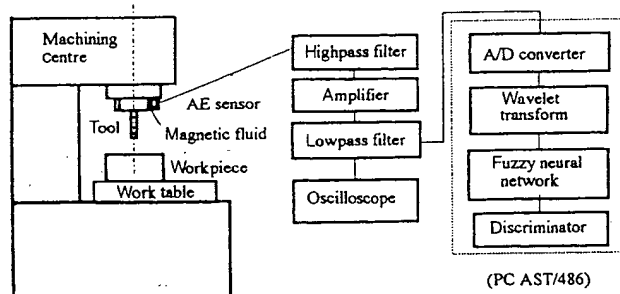 Machining
Centre
AE sensor
Tool
Magnetic fluid
Workpiece
Work table
Highpass filter
Amplifier
Lowpass filter
Oscilloscope
A/D converter
Wavelet
transform
Fuzzy neural
network
Discriminator
(PC AST/486)